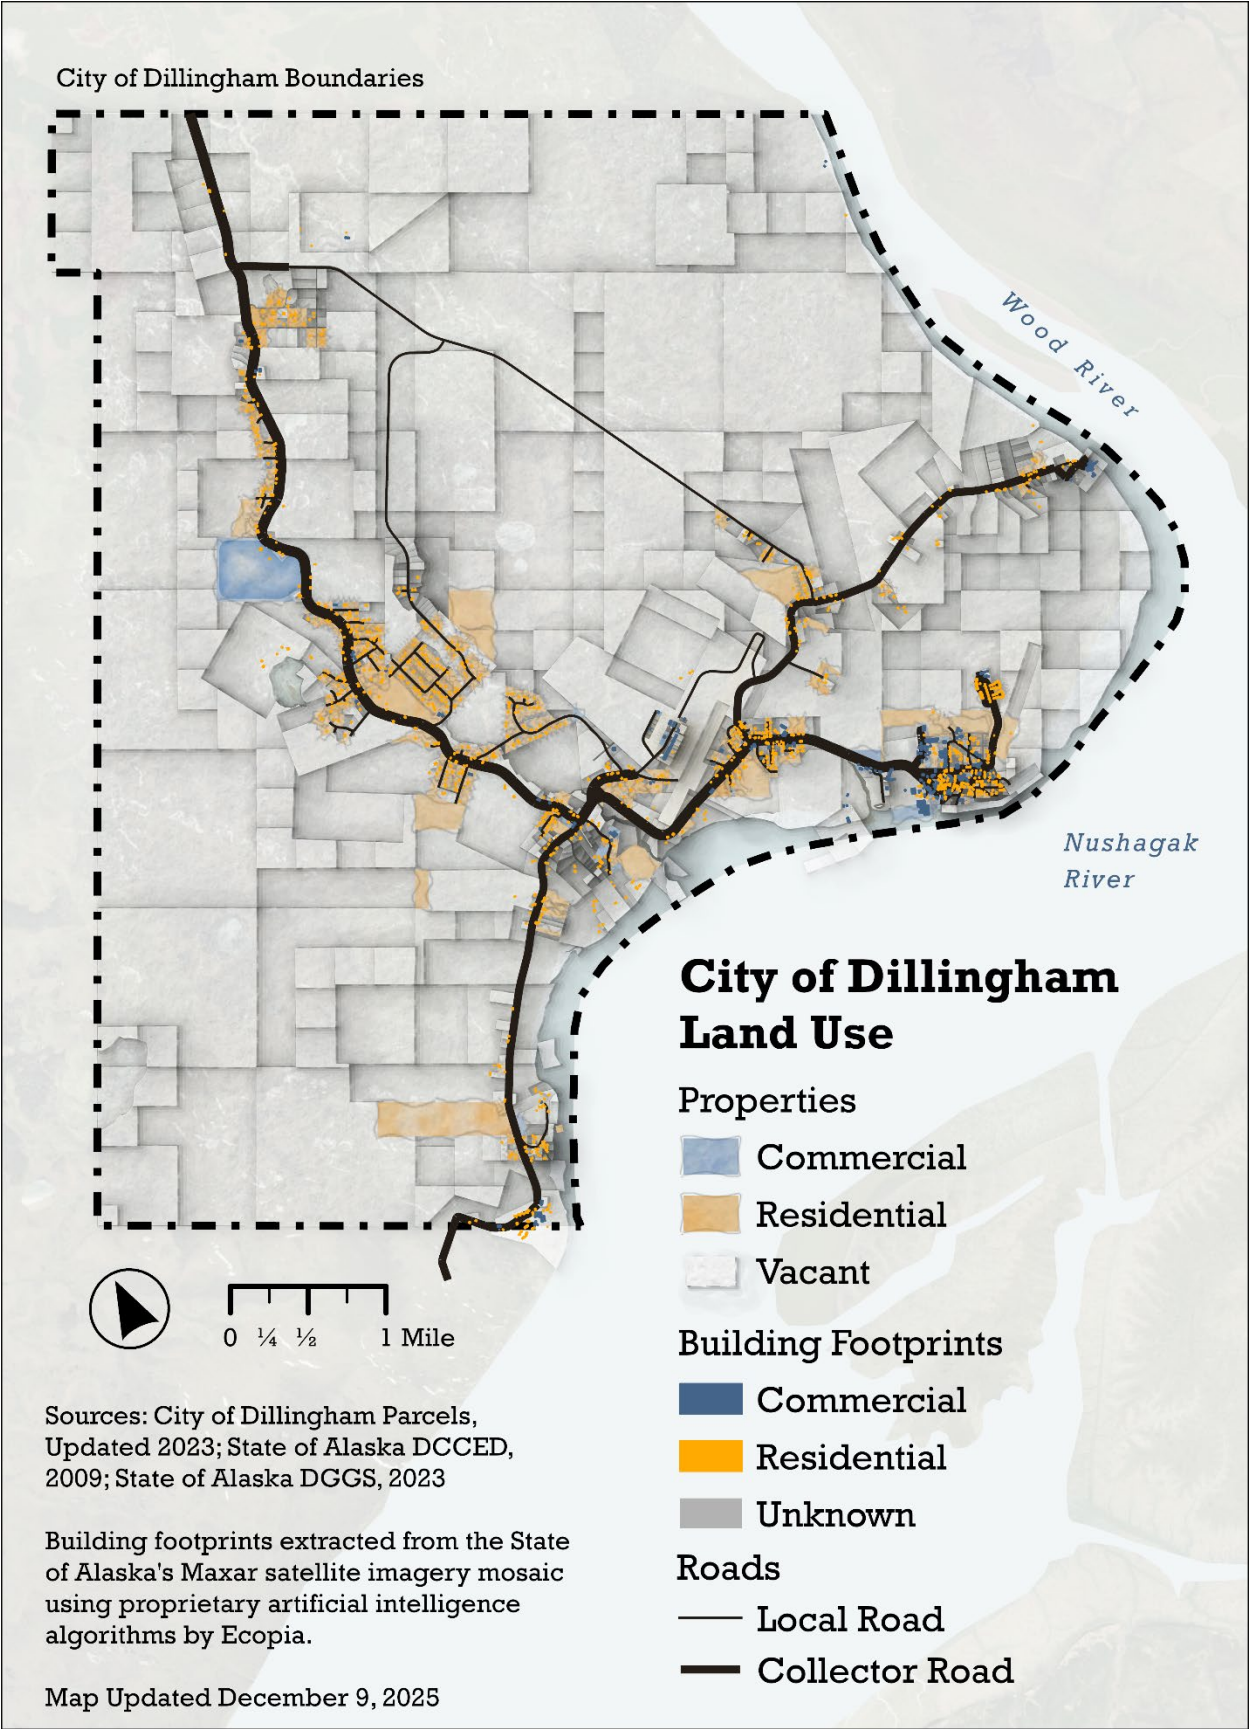 City of Dillingham Boundaries
Wood River
Nushagak
River
City of Dillingham
Land Use
Properties
Commercial
Residential
Vacant
Building Footprints
Commercial
Residential
Unknown
Roads
Local Road
Collector Road
0 ¼ ½ 1 Mile
Sources: City of Dillingham Parcels,
Updated 2023; State of Alaska DCCED,
2009; State of Alaska DGGS, 2023
Building footprints extracted from the State
of Alaska's Maxar satellite imagery mosaic
using proprietary artificial intelligence
algorithms by Ecopia.
Map Updated December 9, 2025